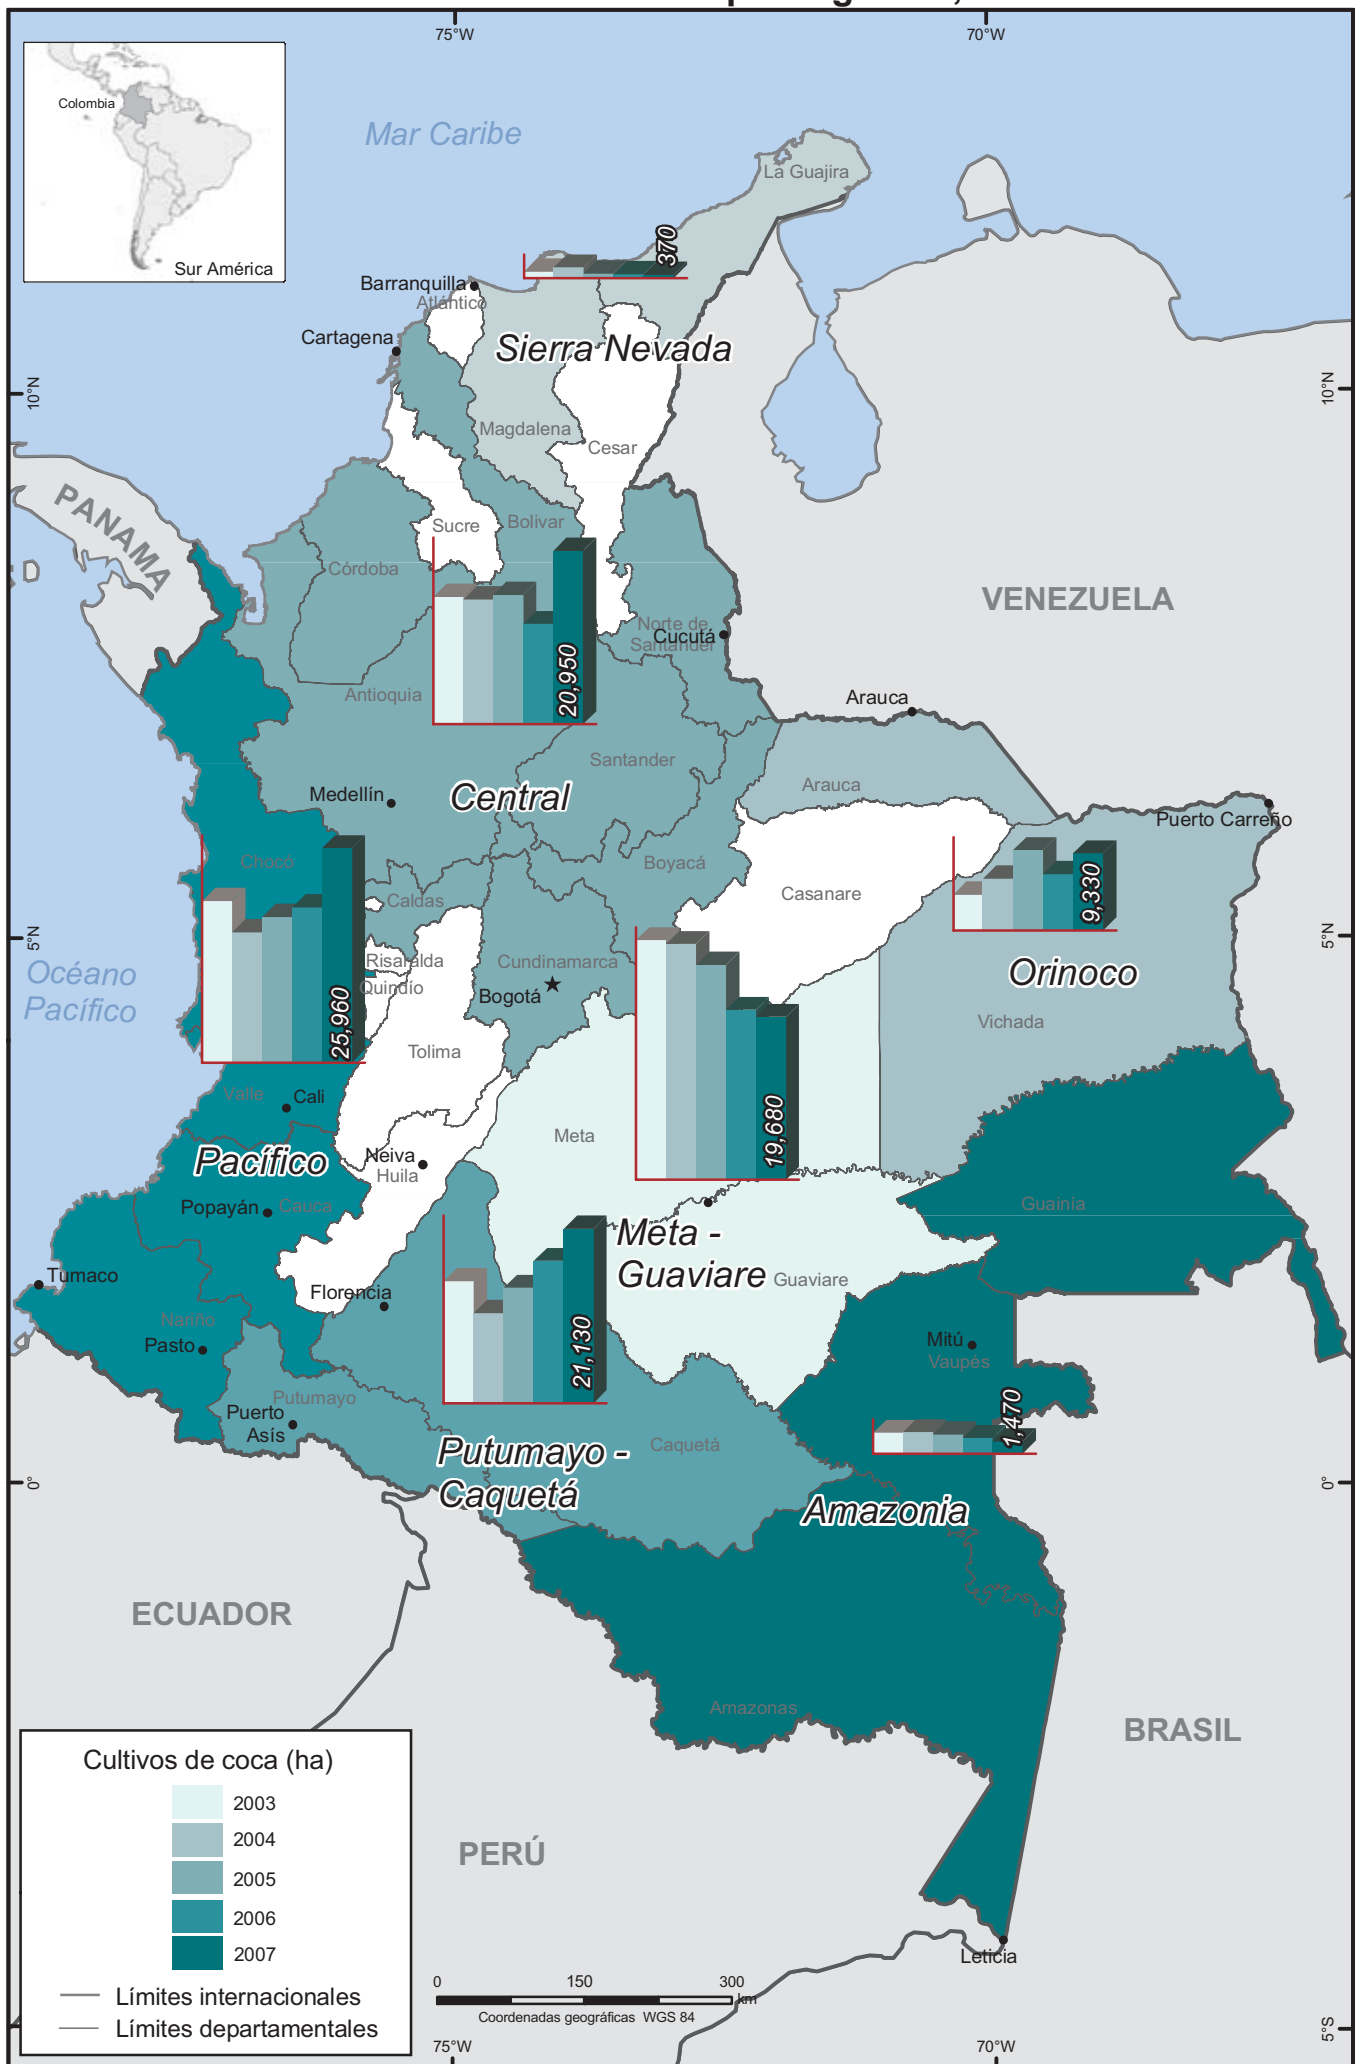 75°W
70°W
Colombia
Sur América
Mar Caribe
La Guajira
370
Barranquilla
Atlántico
Cartagena
Sierra Nevada
10°N
10°N
Magdalena
Cesar
PANAMA
Sucre
Bolivar
Córdoba
VENEZUELA
Norte de
Santander
Cucutá
20,950
Antioquia
Arauca
Santander
Arauca
Medellín
Central
Puerto Carreño
Chocó
Boyacá
Caldas
Casanare
9,330
5°N
5°N
Risaralda
Cundinamarca
Orinoco
Océano
Pacífico
Quindío
Bogotá
25,960
Vichada
Tolima
Valle
Cali
19,680
Meta
Pacífico
Neiva
Huila
Popayán
Cauca
Guainía
Meta -
Guaviare
Guaviare
Tumaco
Florencia
Nariño
Pasto
21,130
Mitú
Vaupés
Putumayo
Puerto
Asís
1,470
Putumayo -
Caquetá
Caquetá
0°
0°
Amazonia
ECUADOR
Amazonas
BRASIL
Cultivos de coca (ha)
2003
2004
2005
2006
2007
Límites internacionales
Límites departamentales
PERÚ
Leticia
0 150 300
km
Coordenadas geográficas WGS 84
5°S
75°W
70°W